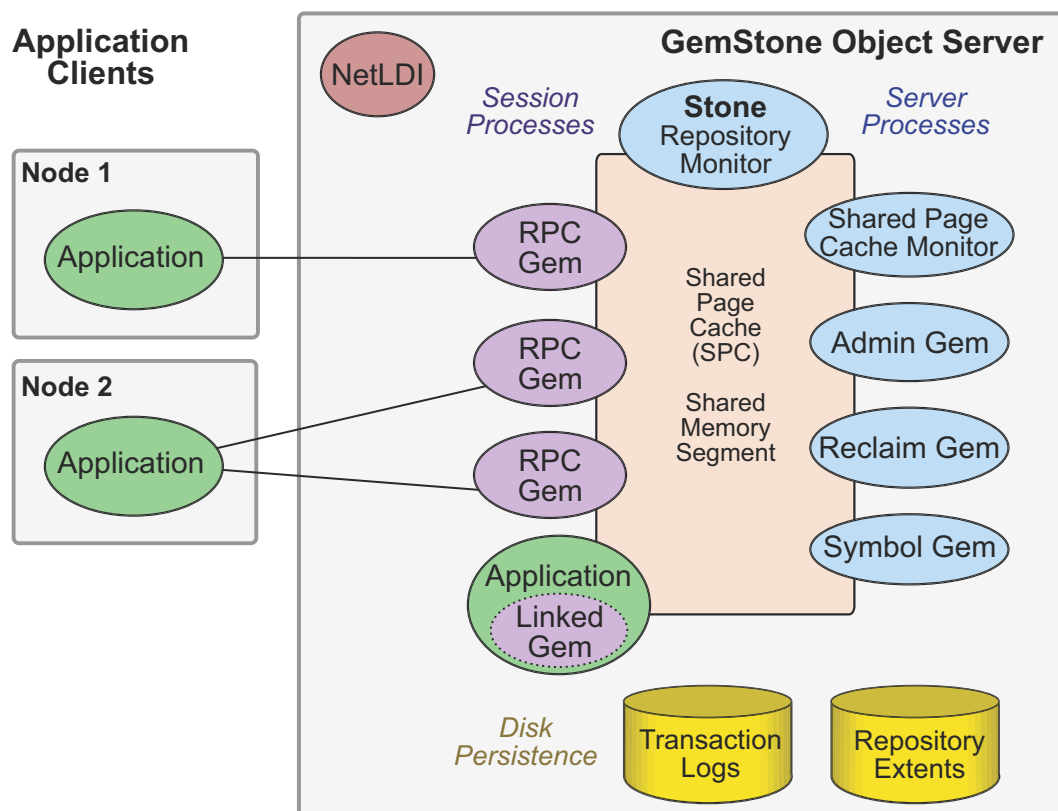 Application
Clients
GemStone Object Server
NetLDI
Session
Processes
Stone
Repository
Monitor
Server
Processes
Node 1
Application
RPC
Gem
Shared Page
Cache Monitor
Shared
Page
Cache
(SPC)
Shared
Memory
Segment
Admin Gem
Node 2
Application
RPC
Gem
RPC
Gem
Reclaim Gem
Symbol Gem
Application
Linked
Gem
Disk
Persistence
Transaction
Logs
Repository
Extents